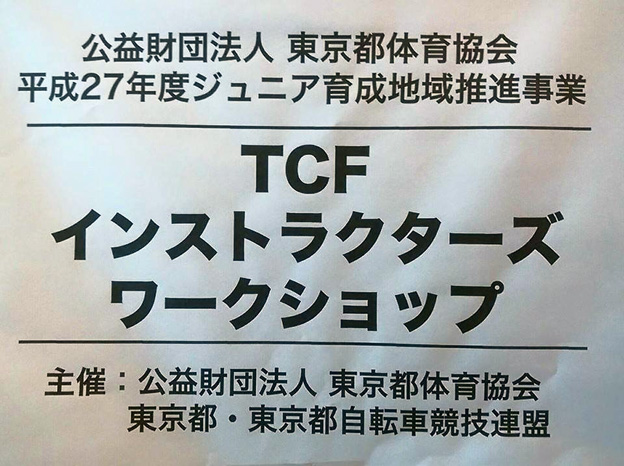 公益財団法人 東京都体育協会
平成27年度ジュニア育成地域推進事業
TCF
インストラクターズ
ワークショップ
主催：公益財団法人 東京都体育協会
東京都・東京都自転車競技連盟